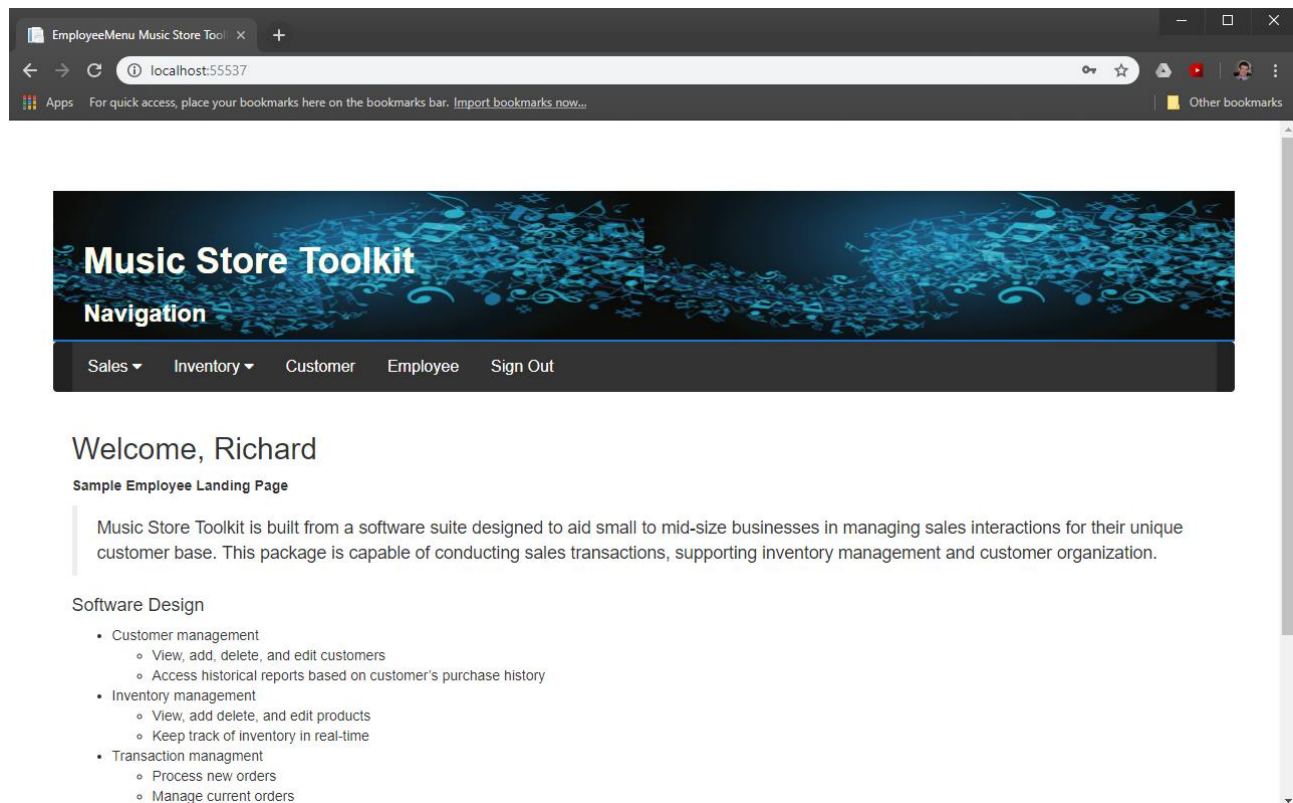 EmployeeMenu Music Store Tool
localhost:55537
Apps For quick access, place your bookmarks here on the bookmarks bar. Import bookmarks now...
Other bookmarks
Music Store Toolkit
Navigation
Sales Inventory Customer Employee Sign Out
Welcome, Richard
Sample Employee Landing Page
Music Store Toolkit is built from a software suite designed to aid small to mid-size businesses in managing sales interactions for their unique
customer base. This package is capable of conducting sales transactions, supporting inventory management and customer organization.
Software Design
• Customer management
◦ View, add, delete, and edit customers
◦ Access historical reports based on customer's purchase history
• Inventory management
◦ View, add delete, and edit products
◦ Keep track of inventory in real-time
• Transaction managment
◦ Process new orders
◦ Manage current orders